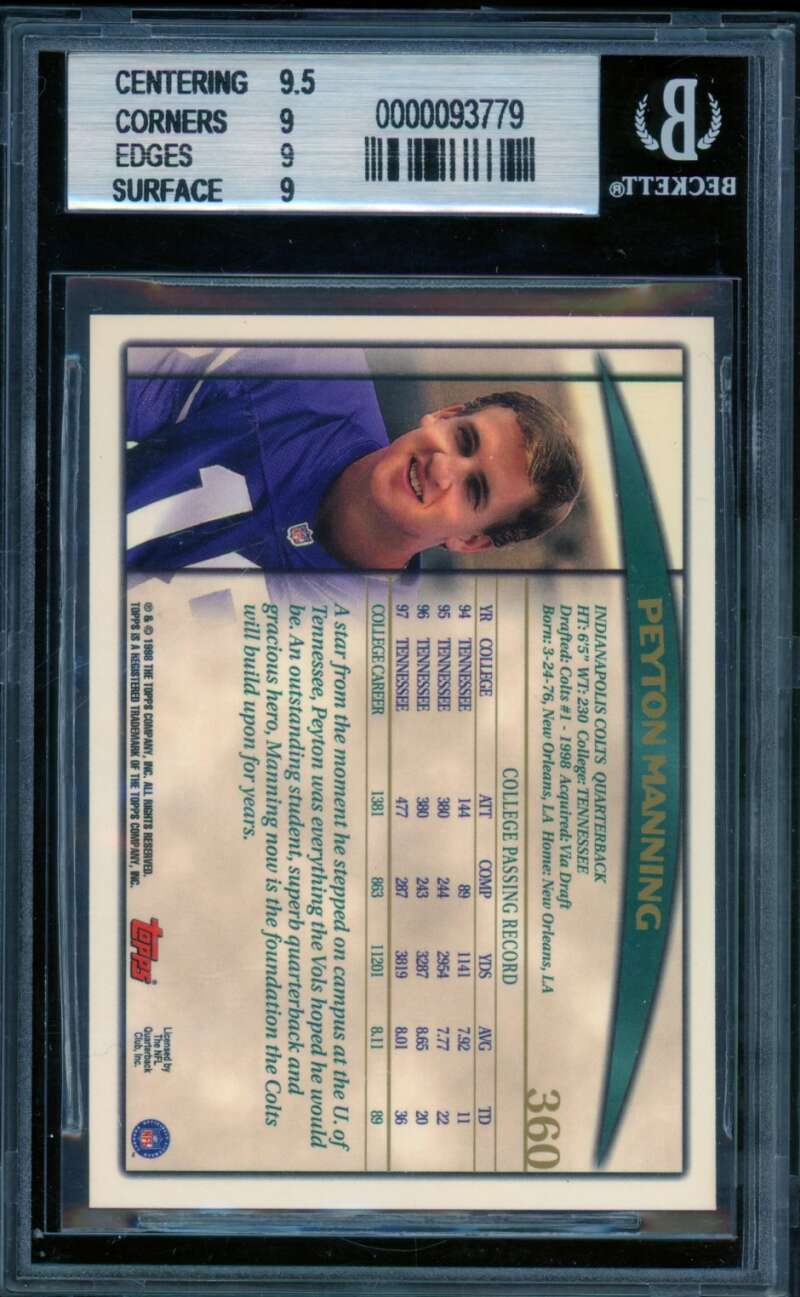 CENTERING 9.5
CORNERS 9
EDGES 9
SURFACE 9
0000093779
B
BECKETT®
PEYTON MANNING
360
INDIANAPOLIS COLTS QUARTERBACK
HT: 6'5" WT: 230 College: TENNESSEE
Drafted: Colts #1 - 1998 Acquired: Via Draft
Born: 3-24-76, New Orleans, LA Home: New Orleans, LA
COLLEGE PASSING RECORD
YR COLLEGE ATT COMP YDS AVG TD
94 TENNESSEE 144 89 1141 7.92 11
95 TENNESSEE 380 244 2954 7.77 22
96 TENNESSEE 380 243 3287 8.65 20
97 TENNESSEE 477 287 3819 8.01 36
COLLEGE CAREER 1381 863 11201 8.11 89
A star from the moment he stepped on campus at the U. of
Tennessee, Peyton was everything the Vols hoped he would
be. An outstanding student, superb quarterback and
gracious hero, Manning now is the foundation the Colts
will build upon for years.
℗ & © 1998 THE TOPPS COMPANY, INC. ALL RIGHTS RESERVED.
TOPPS IS A REGISTERED TRADEMARK OF THE TOPPS COMPANY, INC.
topps®
Licensed by
The NFL
Quarterback
Club, Inc.
NFL
1